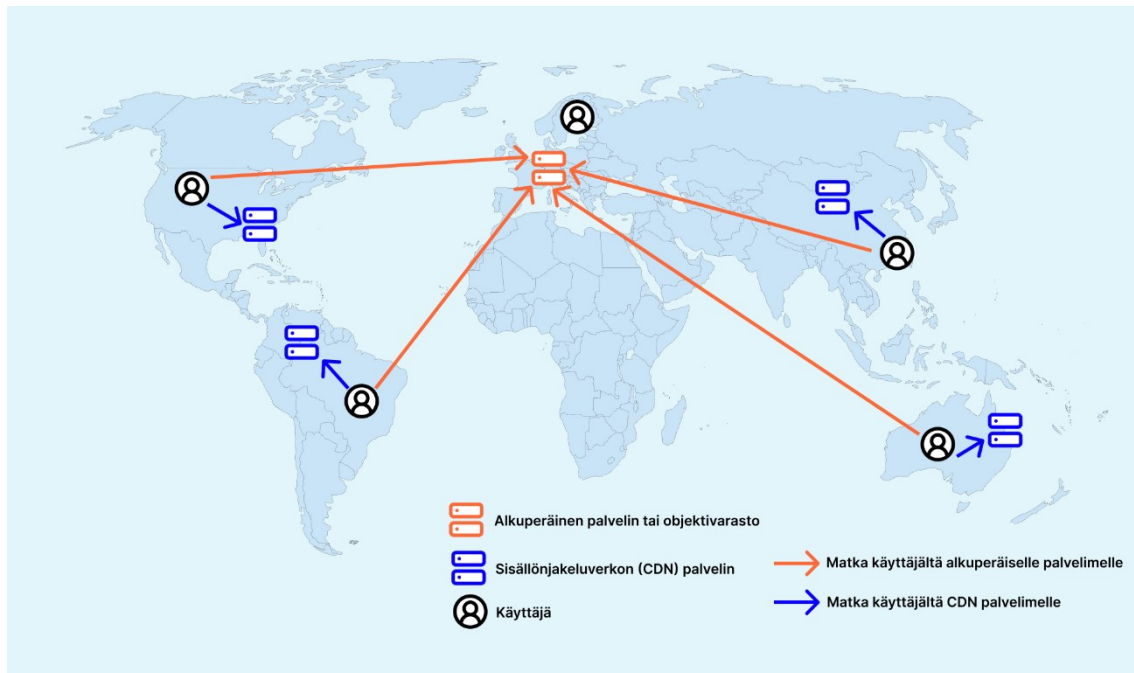 Alkuperäinen palvelin tai objektivarasto
Sisällönjakeluverkon (CDN) palvelin
Käyttäjä
Matka käyttäjältä alkuperäiselle palvelimelle
Matka käyttäjältä CDN palvelimelle